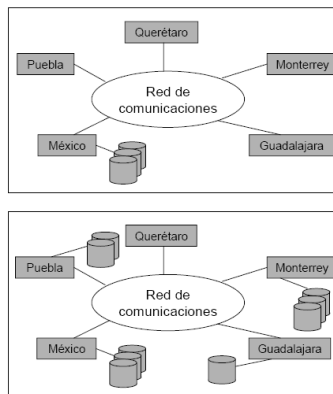 Querétaro
Puebla
Monterrey
Red de
comunicaciones
México
Guadalajara
Querétaro
Puebla
Monterrey
Red de
comunicaciones
México
Guadalajara